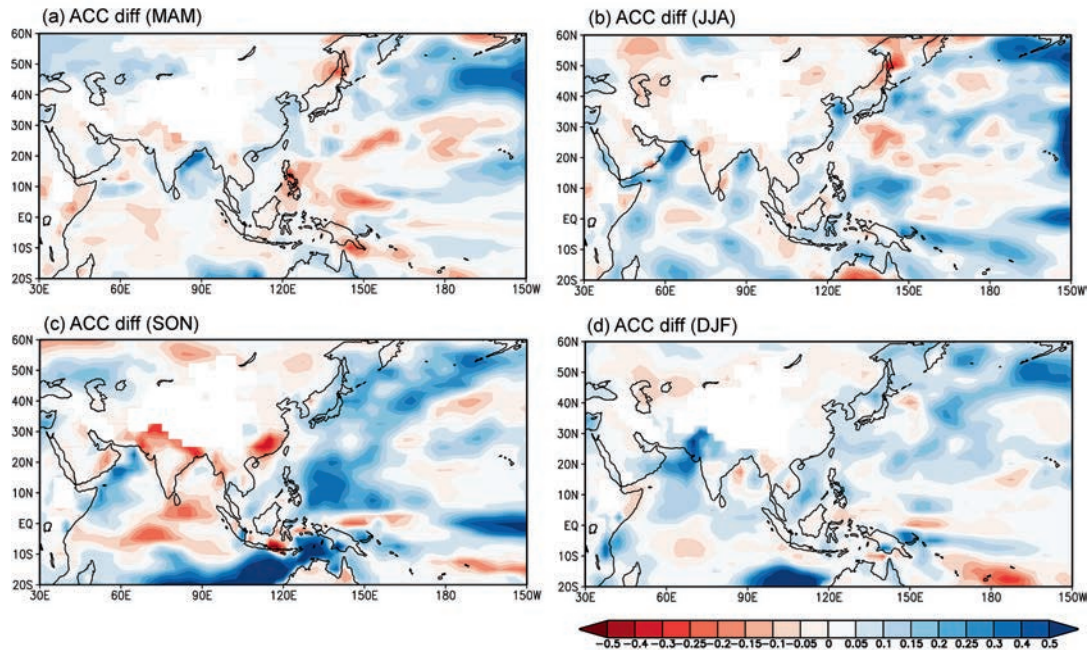 (a) ACC diff (MAM)
(b) ACC diff (JJA)
60N
50N
40N
30N
20N
10N
EQ
10S
20S
30E 60E 90E 120E 150E 180 150W
60N
50N
40N
30N
20N
10N
EQ
10S
20S
30E 60E 90E 120E 150E 180 150W
(c) ACC diff (SON)
(d) ACC diff (DJF)
60N
50N
40N
30N
20N
10N
EQ
10S
20S
30E 60E 90E 120E 150E 180 150W
60N
50N
40N
30N
20N
10N
EQ
10S
20S
30E 60E 90E 120E 150E 180 150W
-0.5 -0.4 -0.3 -0.25 -0.2 -0.15 -0.1 -0.05 0 0.05 0.1 0.15 0.2 0.25 0.3 0.4 0.5